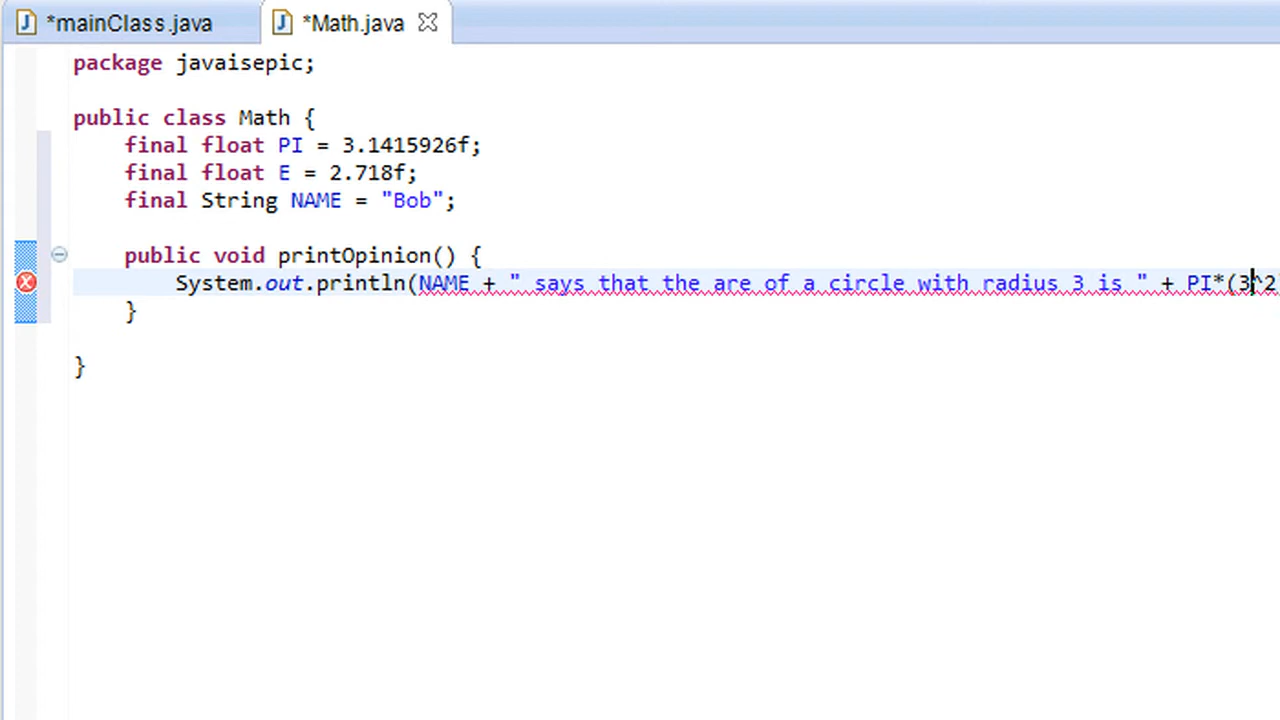 *mainClass.java
*Math.java
package javaisepic;
public class Math {
final float PI = 3.1415926f;
final float E = 2.718f;
final String NAME = "Bob";
public void printOpinion() {
System.out.println(NAME + " says that the are of a circle with radius 3 is " + PI*(3^2
}
}